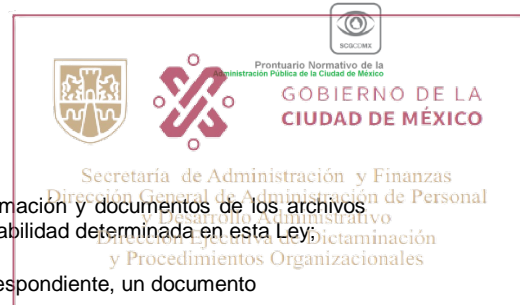 SCGCDMX
Prontuario Normativo de la
Administración Pública de la Ciudad de México
GOBIERNO DE LA
CIUDAD DE MÉXICO
Secretaría de Administración y Finanzas
Dirección General de Administración de Personal
y Desarrollo Administrativo
Dirección Ejecutiva de Dictaminación
y Procedimientos Organizacionales
mación y documentos de los archivos
abilidad determinada en esta Ley;
espondiente, un documento